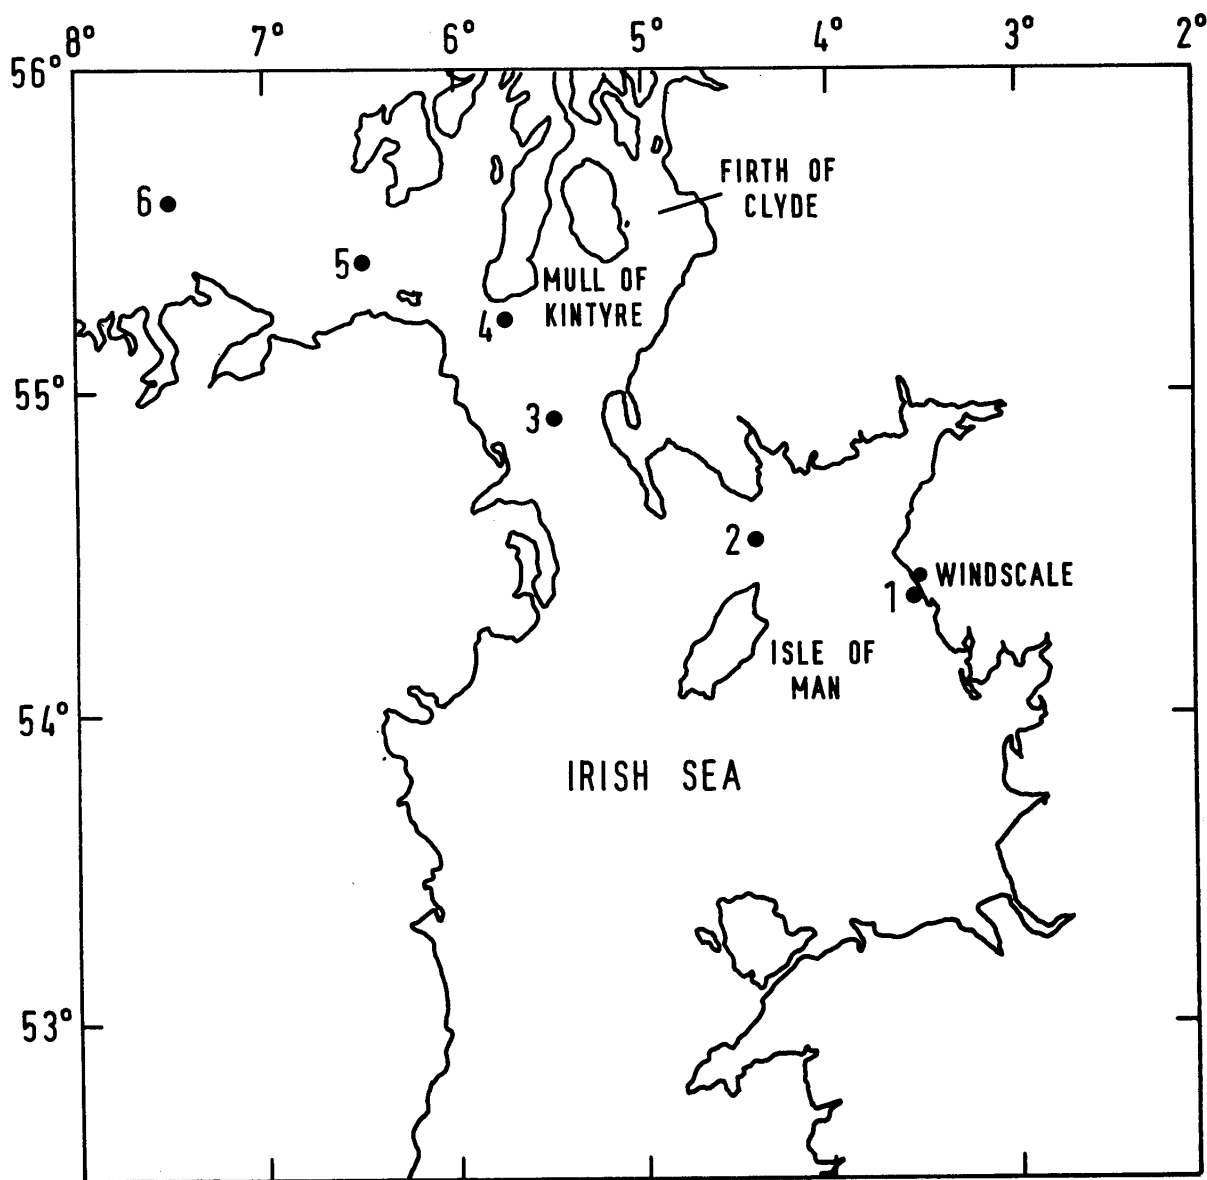 8° 7° 6° 5° 4° 3° 2°
56°
FIRTH OF
CLYDE
6
5
MULL OF
KINTYRE
4
55°
3
2
WINDSCALE
1
ISLE OF
MAN
54°
IRISH SEA
53°